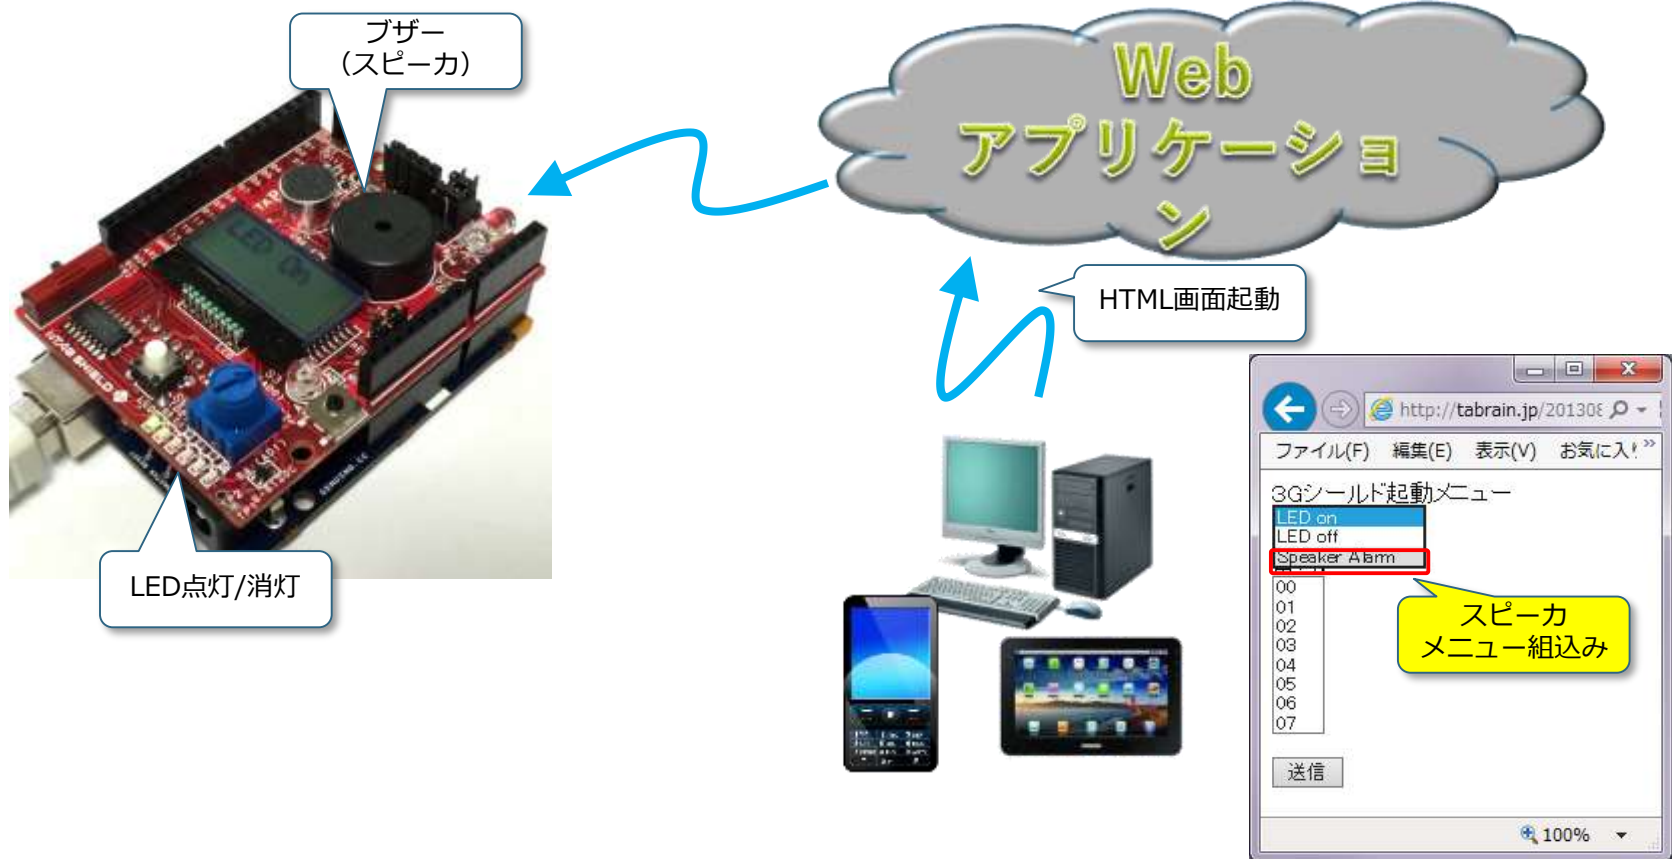 ブザー
（スピーカ）
Web
アプリケーショ
ン
LED On
HTML画面起動
LED点灯/消灯
http://tabrain.jp/20130
ファイル(F) 編集(E) 表示(V) お気に入り
3Gシールド起動メニュー
LED on
LED off
Speaker Alarm
00
01
02
03
04
05
06
07
スピーカ
メニュー組込み
送信
100%